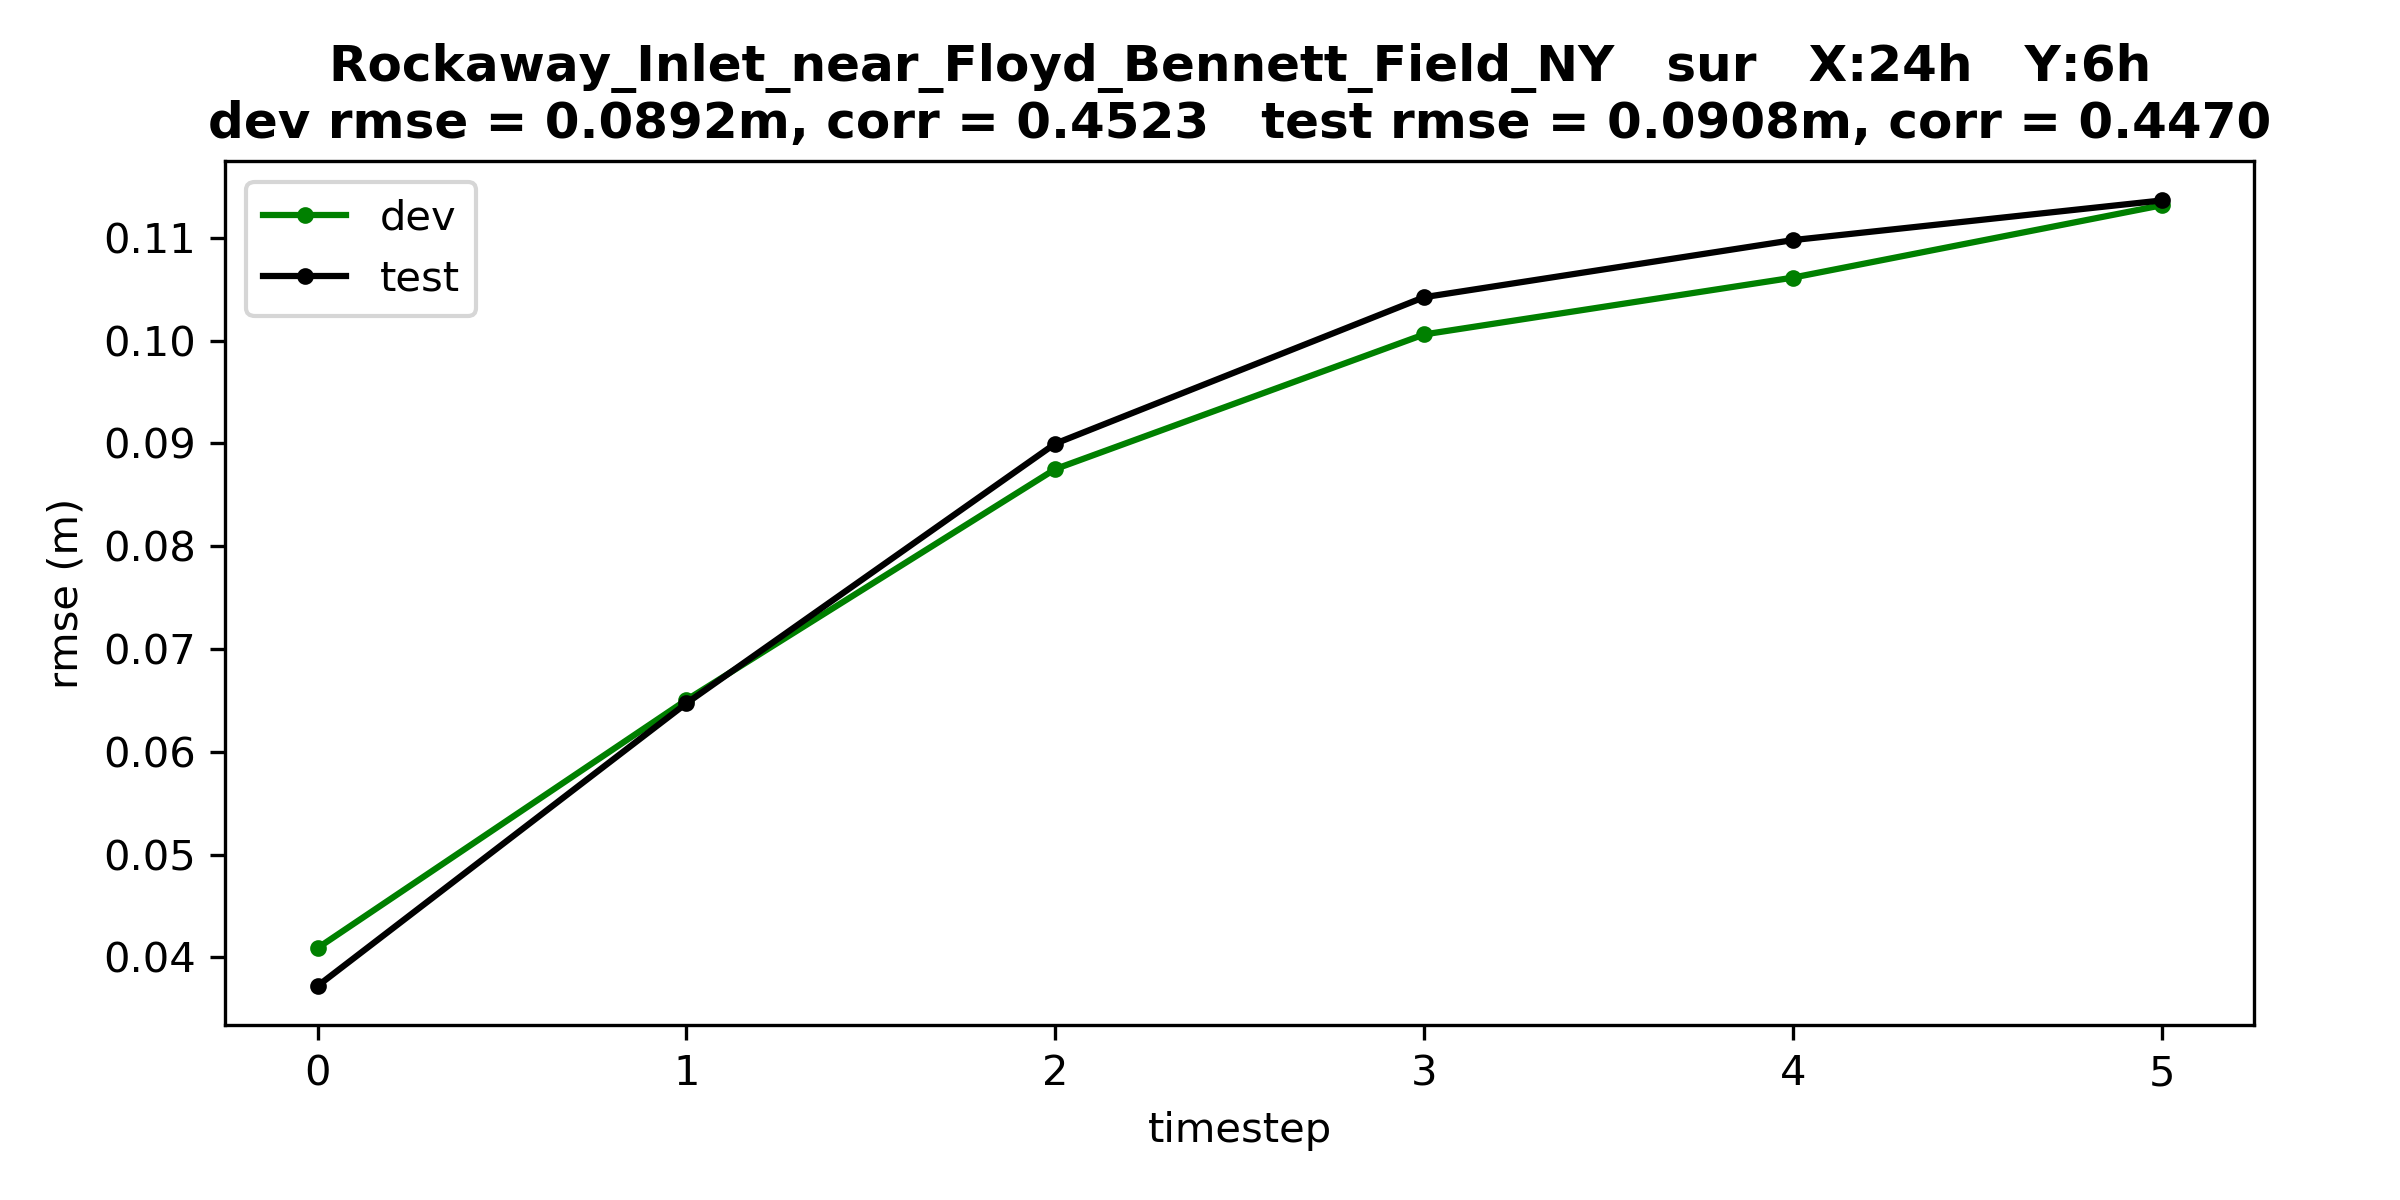 Rockaway_Inlet_near_Floyd_Bennett_Field_NY   sur   X:24h   Y:6h
dev rmse = 0.0892m, corr = 0.4523   test rmse = 0.0908m, corr = 0.4470
dev
test
0.11
0.10
0.09
0.08
0.07
0.06
0.05
0.04
rmse (m)
0 1 2 3 4 5
timestep